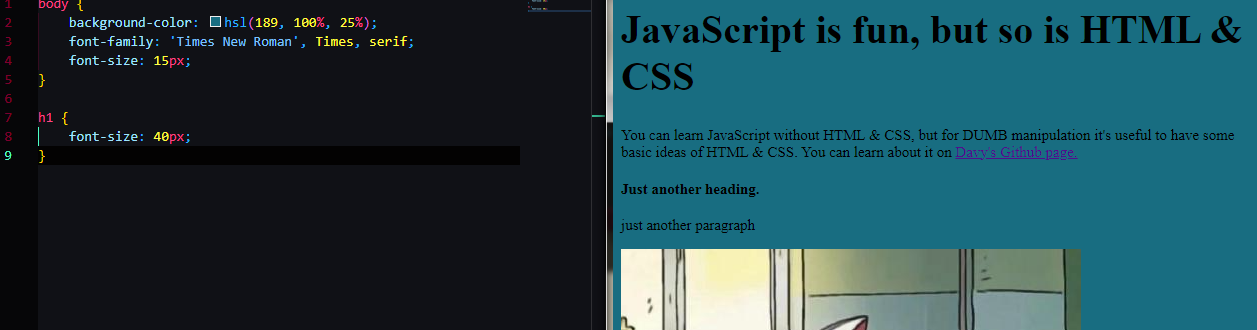 1 body {
2 background-color: hsl(189, 100%, 25%);
3 font-family: 'Times New Roman', Times, serif;
4 font-size: 15px;
5 }
6
7 h1 {
8 font-size: 40px;
9 }
JavaScript is fun, but so is HTML &
CSS
You can learn JavaScript without HTML & CSS, but for DUMB manipulation it's useful to have some
basic ideas of HTML & CSS. You can learn about it on Davy's Github page.
Just another heading.
just another paragraph